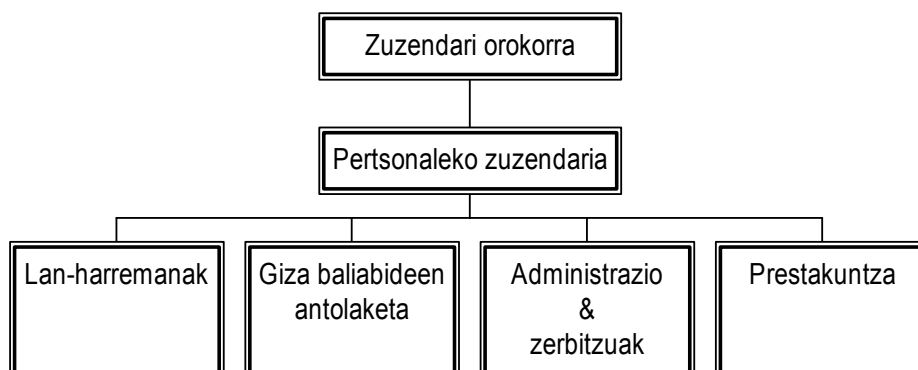 Zuzendari orokorra
Pertsonaleko zuzendaria
Lan-harremanak
Giza baliabideen
antolaketa
Administrazio
&
zerbitzuak
Prestakuntza